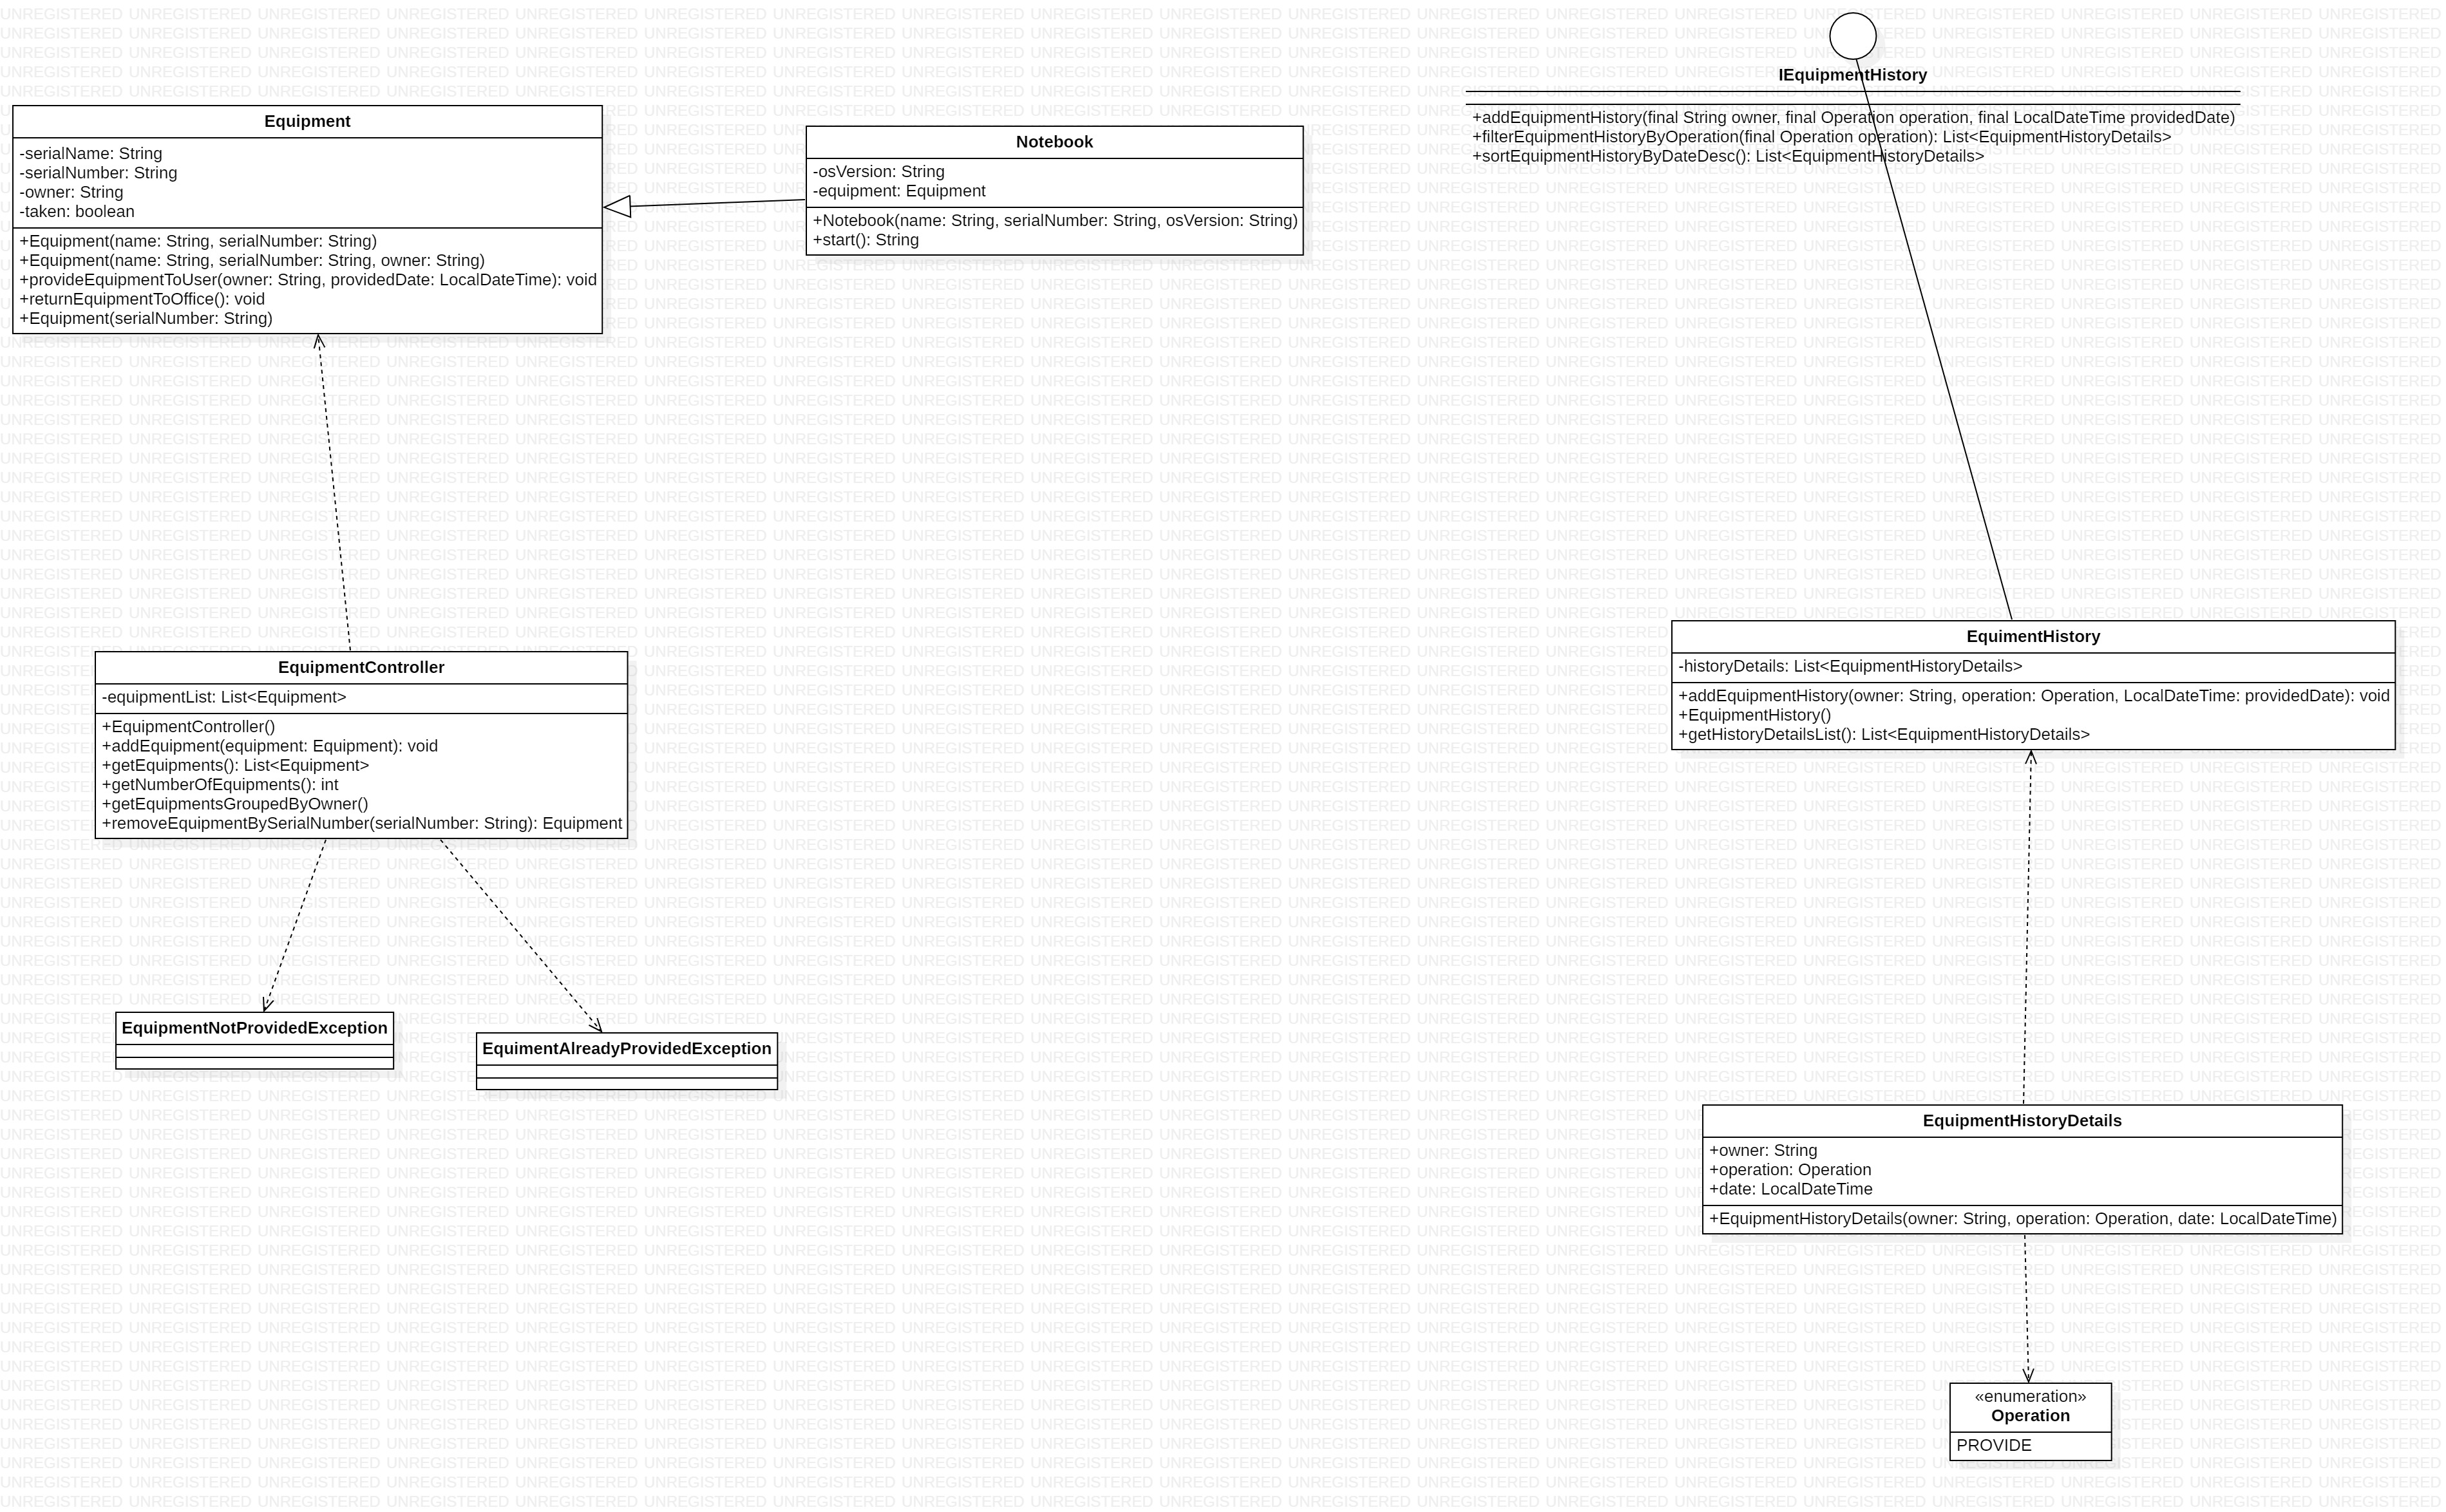 Equipment
-serialName: String
-serialNumber: String
-owner: String
-taken: boolean
+Equipment(name: String, serialNumber: String)
+Equipment(name: String, serialNumber: String, owner: String)
+provideEquipmentToUser(owner: String, providedDate: LocalDateTime): void
+returnEquipmentToOffice(): void
+Equipment(serialNumber: String)
Notebook
-osVersion: String
-equipment: Equipment
+Notebook(name: String, serialNumber: String, osVersion: String)
+start(): String
IEquipmentHistory
+addEquipmentHistory(final String owner, final Operation operation, final LocalDateTime providedDate)
+filterEquipmentHistoryByOperation(final Operation operation): List<EquipmentHistoryDetails>
+sortEquipmentHistoryByDateDesc(): List<EquipmentHistoryDetails>
EquipmentController
-equipmentList: List<Equipment>
+EquipmentController()
+addEquipment(equipment: Equipment): void
+getEquipments(): List<Equipment>
+getNumberOfEquipments(): int
+getEquipmentsGroupedByOwner()
+removeEquipmentBySerialNumber(serialNumber: String): Equipment
EquimentHistory
-historyDetails: List<EquipmentHistoryDetails>
+addEquipmentHistory(owner: String, operation: Operation, LocalDateTime: providedDate): void
+EquipmentHistory()
+getHistoryDetailsList(): List<EquipmentHistoryDetails>
EquipmentNotProvidedException
EquimentAlreadyProvidedException
EquipmentHistoryDetails
+owner: String
+operation: Operation
+date: LocalDateTime
+EquipmentHistoryDetails(owner: String, operation: Operation, date: LocalDateTime)
«enumeration»
Operation
PROVIDE
UNREGISTERED